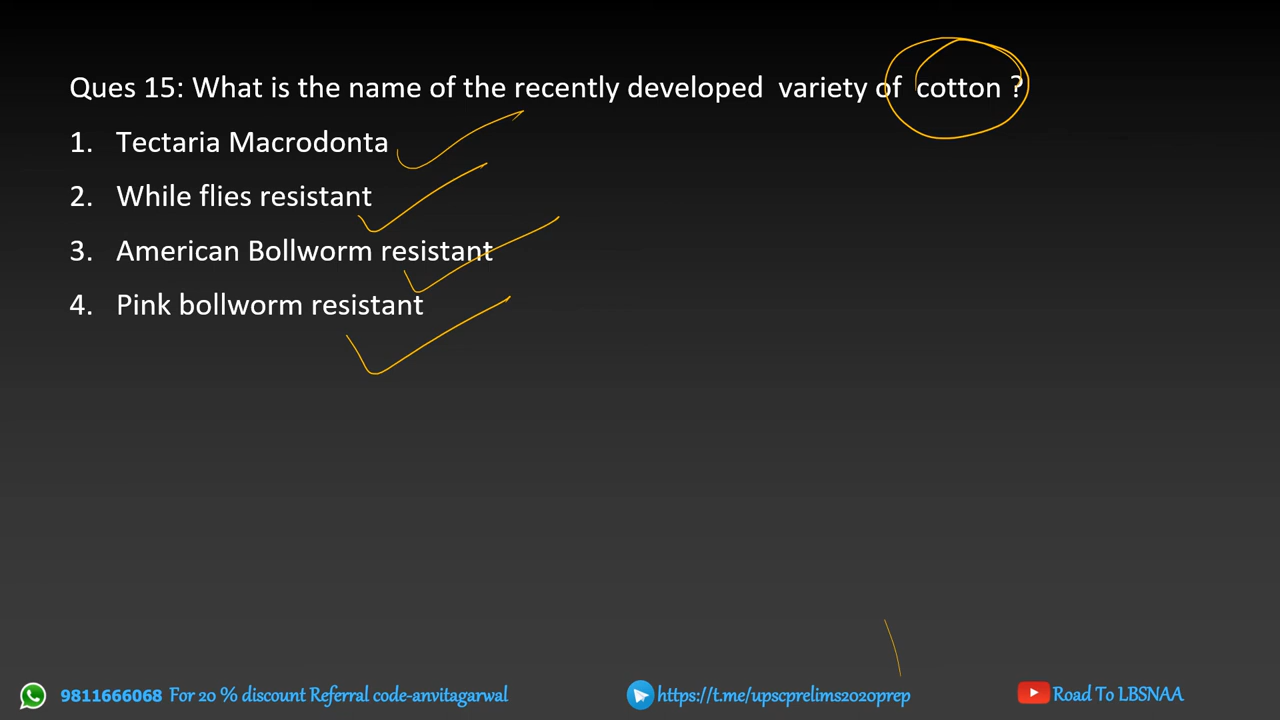 Ques 15: What is the name of the recently developed variety of cotton ?
1. Tectaria Macrodonta
2. While flies resistant
3. American Bollworm resistant
4. Pink bollworm resistant
9811666068 For 20 % discount Referral code-anvitagarwal
https://t.me/upscprelims2020prep
Road To LBSNAA